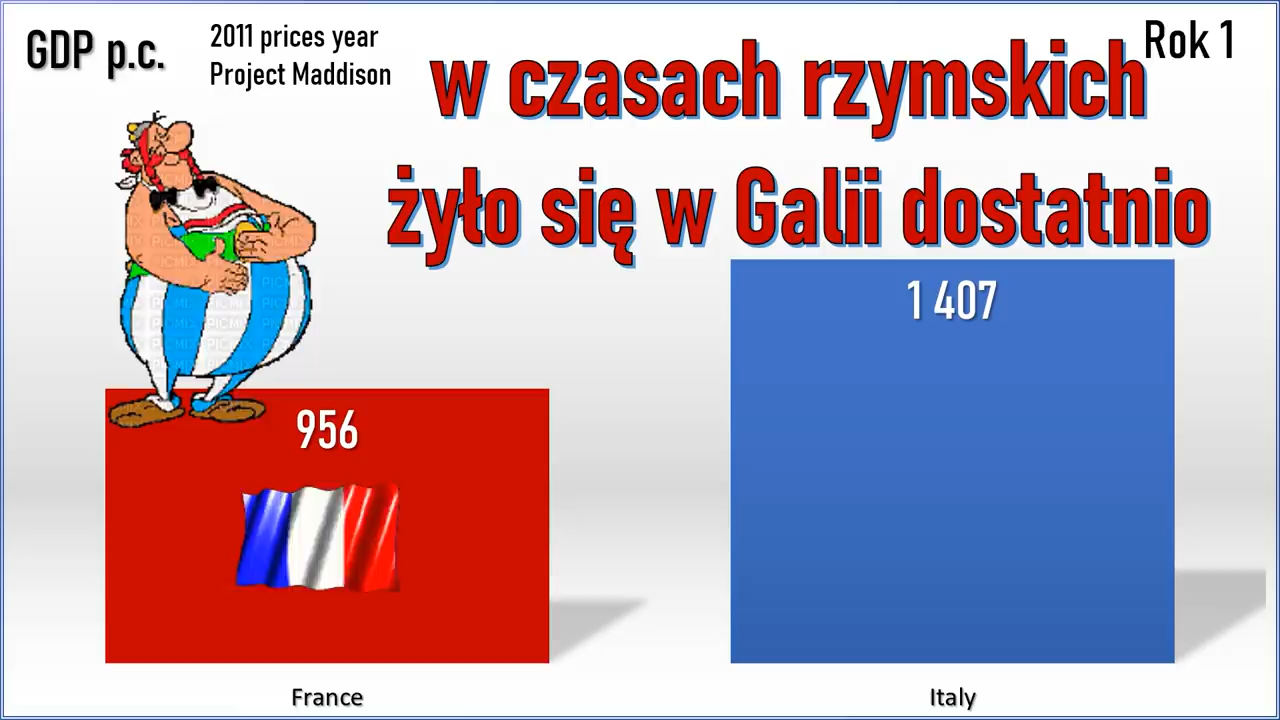 GDP p.c.
2011 prices year
Project Maddison
Rok 1
w czasach rzymskich
żyło się w Galii dostatnio
1 407
956
France
Italy